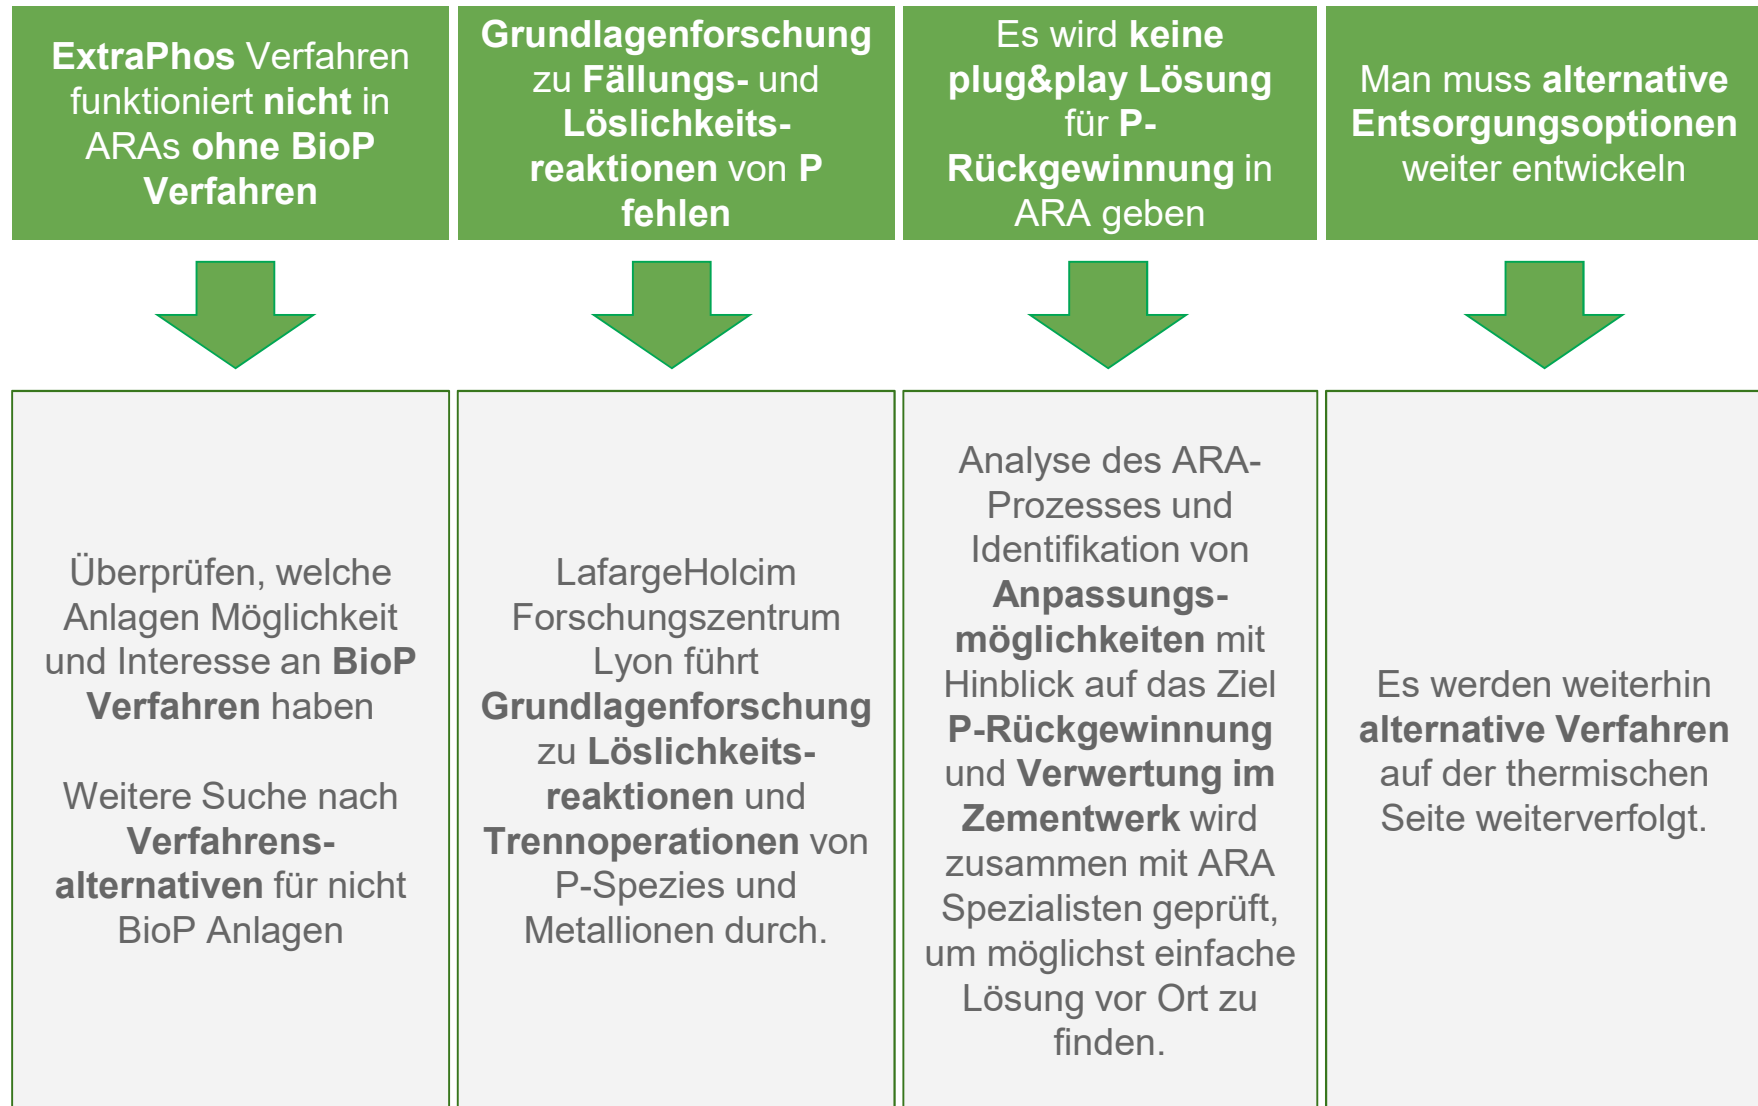 ExtraPhos Verfahren
funktioniert nicht in
ARAs ohne BioP
Verfahren
Grundlagenforschung
zu Fällungs- und
Löslichkeits-
reaktionen von P
fehlen
Es wird keine
plug&play Lösung
für P-
Rückgewinnung in
ARA geben
Man muss alternative
Entsorgungsoptionen
weiter entwickeln
Überprüfen, welche
Anlagen Möglichkeit
und Interesse an BioP
Verfahren haben
Weitere Suche nach
Verfahrens-
alternativen für nicht
BioP Anlagen
LafargeHolcim
Forschungszentrum
Lyon führt
Grundlagenforschung
zu Löslichkeits-
reaktionen und
Trennoperationen von
P-Spezies und
Metallionen durch.
Analyse des ARA-
Prozesses und
Identifikation von
Anpassungs-
möglichkeiten mit
Hinblick auf das Ziel
P-Rückgewinnung
und Verwertung im
Zementwerk wird
zusammen mit ARA
Spezialisten geprüft,
um möglichst einfache
Lösung vor Ort zu
finden.
Es werden weiterhin
alternative Verfahren
auf der thermischen
Seite weiterverfolgt.